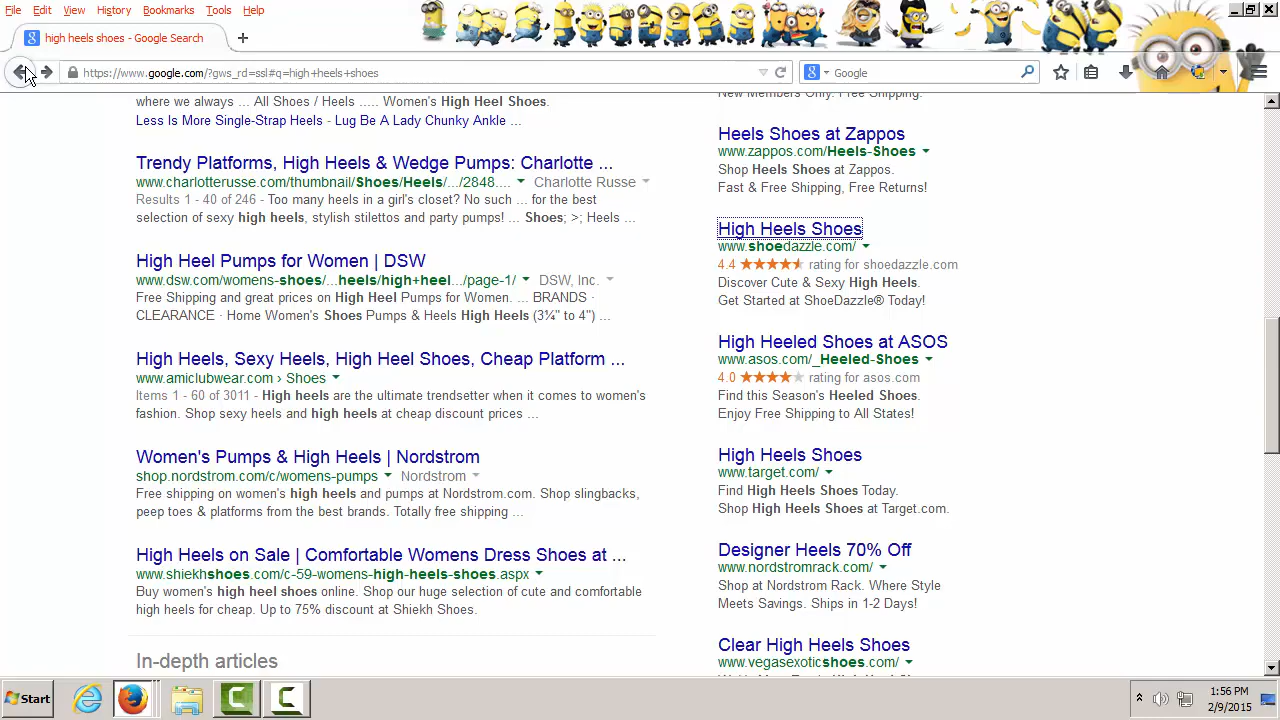 File Edit View History Bookmarks Tools Help
high heels shoes - Google Search
https://www.google.com/?gws_rd=ssl#q=high+heels+shoes
Google
where we always ... All Shoes / Heels ..... Women's High Heel Shoes.
Less Is More Single-Strap Heels - Lug Be A Lady Chunky Ankle ...
Trendy Platforms, High Heels & Wedge Pumps: Charlotte ...
www.charlotterusse.com/thumbnail/Shoes/Heels/.../2848.... Charlotte Russe
Results 1 - 40 of 246 - Too many heels in a girl's closet? No such ... for the best
selection of sexy high heels, stylish stilettos and party pumps! ... Shoes; >; Heels ...
High Heel Pumps for Women | DSW
www.dsw.com/womens-shoes/...heels/high+heel.../page-1/ DSW, Inc.
Free Shipping and great prices on High Heel Pumps for Women. ... BRANDS ·
CLEARANCE · Home Women's Shoes Pumps & Heels High Heels (3¼" to 4") ...
High Heels, Sexy Heels, High Heel Shoes, Cheap Platform ...
www.amiclubwear.com › Shoes
Items 1 - 60 of 3011 - High heels are the ultimate trendsetter when it comes to women's
fashion. Shop sexy heels and high heels at cheap discount prices ...
Women's Pumps & High Heels | Nordstrom
shop.nordstrom.com/c/womens-pumps Nordstrom
Free shipping on women's high heels and pumps at Nordstrom.com. Shop slingbacks,
peep toes & platforms from the best brands. Totally free shipping ...
High Heels on Sale | Comfortable Womens Dress Shoes at ...
www.shiekhshoes.com/c-59-womens-high-heels-shoes.aspx
Buy women's high heel shoes online. Shop our huge selection of cute and comfortable
high heels for cheap. Up to 75% discount at Shiekh Shoes.
In-depth articles
New Members Only. Free Shipping.
Heels Shoes at Zappos
www.zappos.com/Heels-Shoes
Shop Heels Shoes at Zappos.
Fast & Free Shipping, Free Returns!
High Heels Shoes
www.shoedazzle.com/
4.4 rating for shoedazzle.com
Discover Cute & Sexy High Heels.
Get Started at ShoeDazzle® Today!
High Heeled Shoes at ASOS
www.asos.com/_Heeled-Shoes
4.0 rating for asos.com
Find this Season's Heeled Shoes.
Enjoy Free Shipping to All States!
High Heels Shoes
www.target.com/
Find High Heels Shoes Today.
Shop High Heels Shoes at Target.com.
Designer Heels 70% Off
www.nordstromrack.com/
Shop at Nordstrom Rack. Where Style
Meets Savings. Ships in 1-2 Days!
Clear High Heels Shoes
www.vegasexoticshoes.com/
Start
1:56 PM
2/9/2015